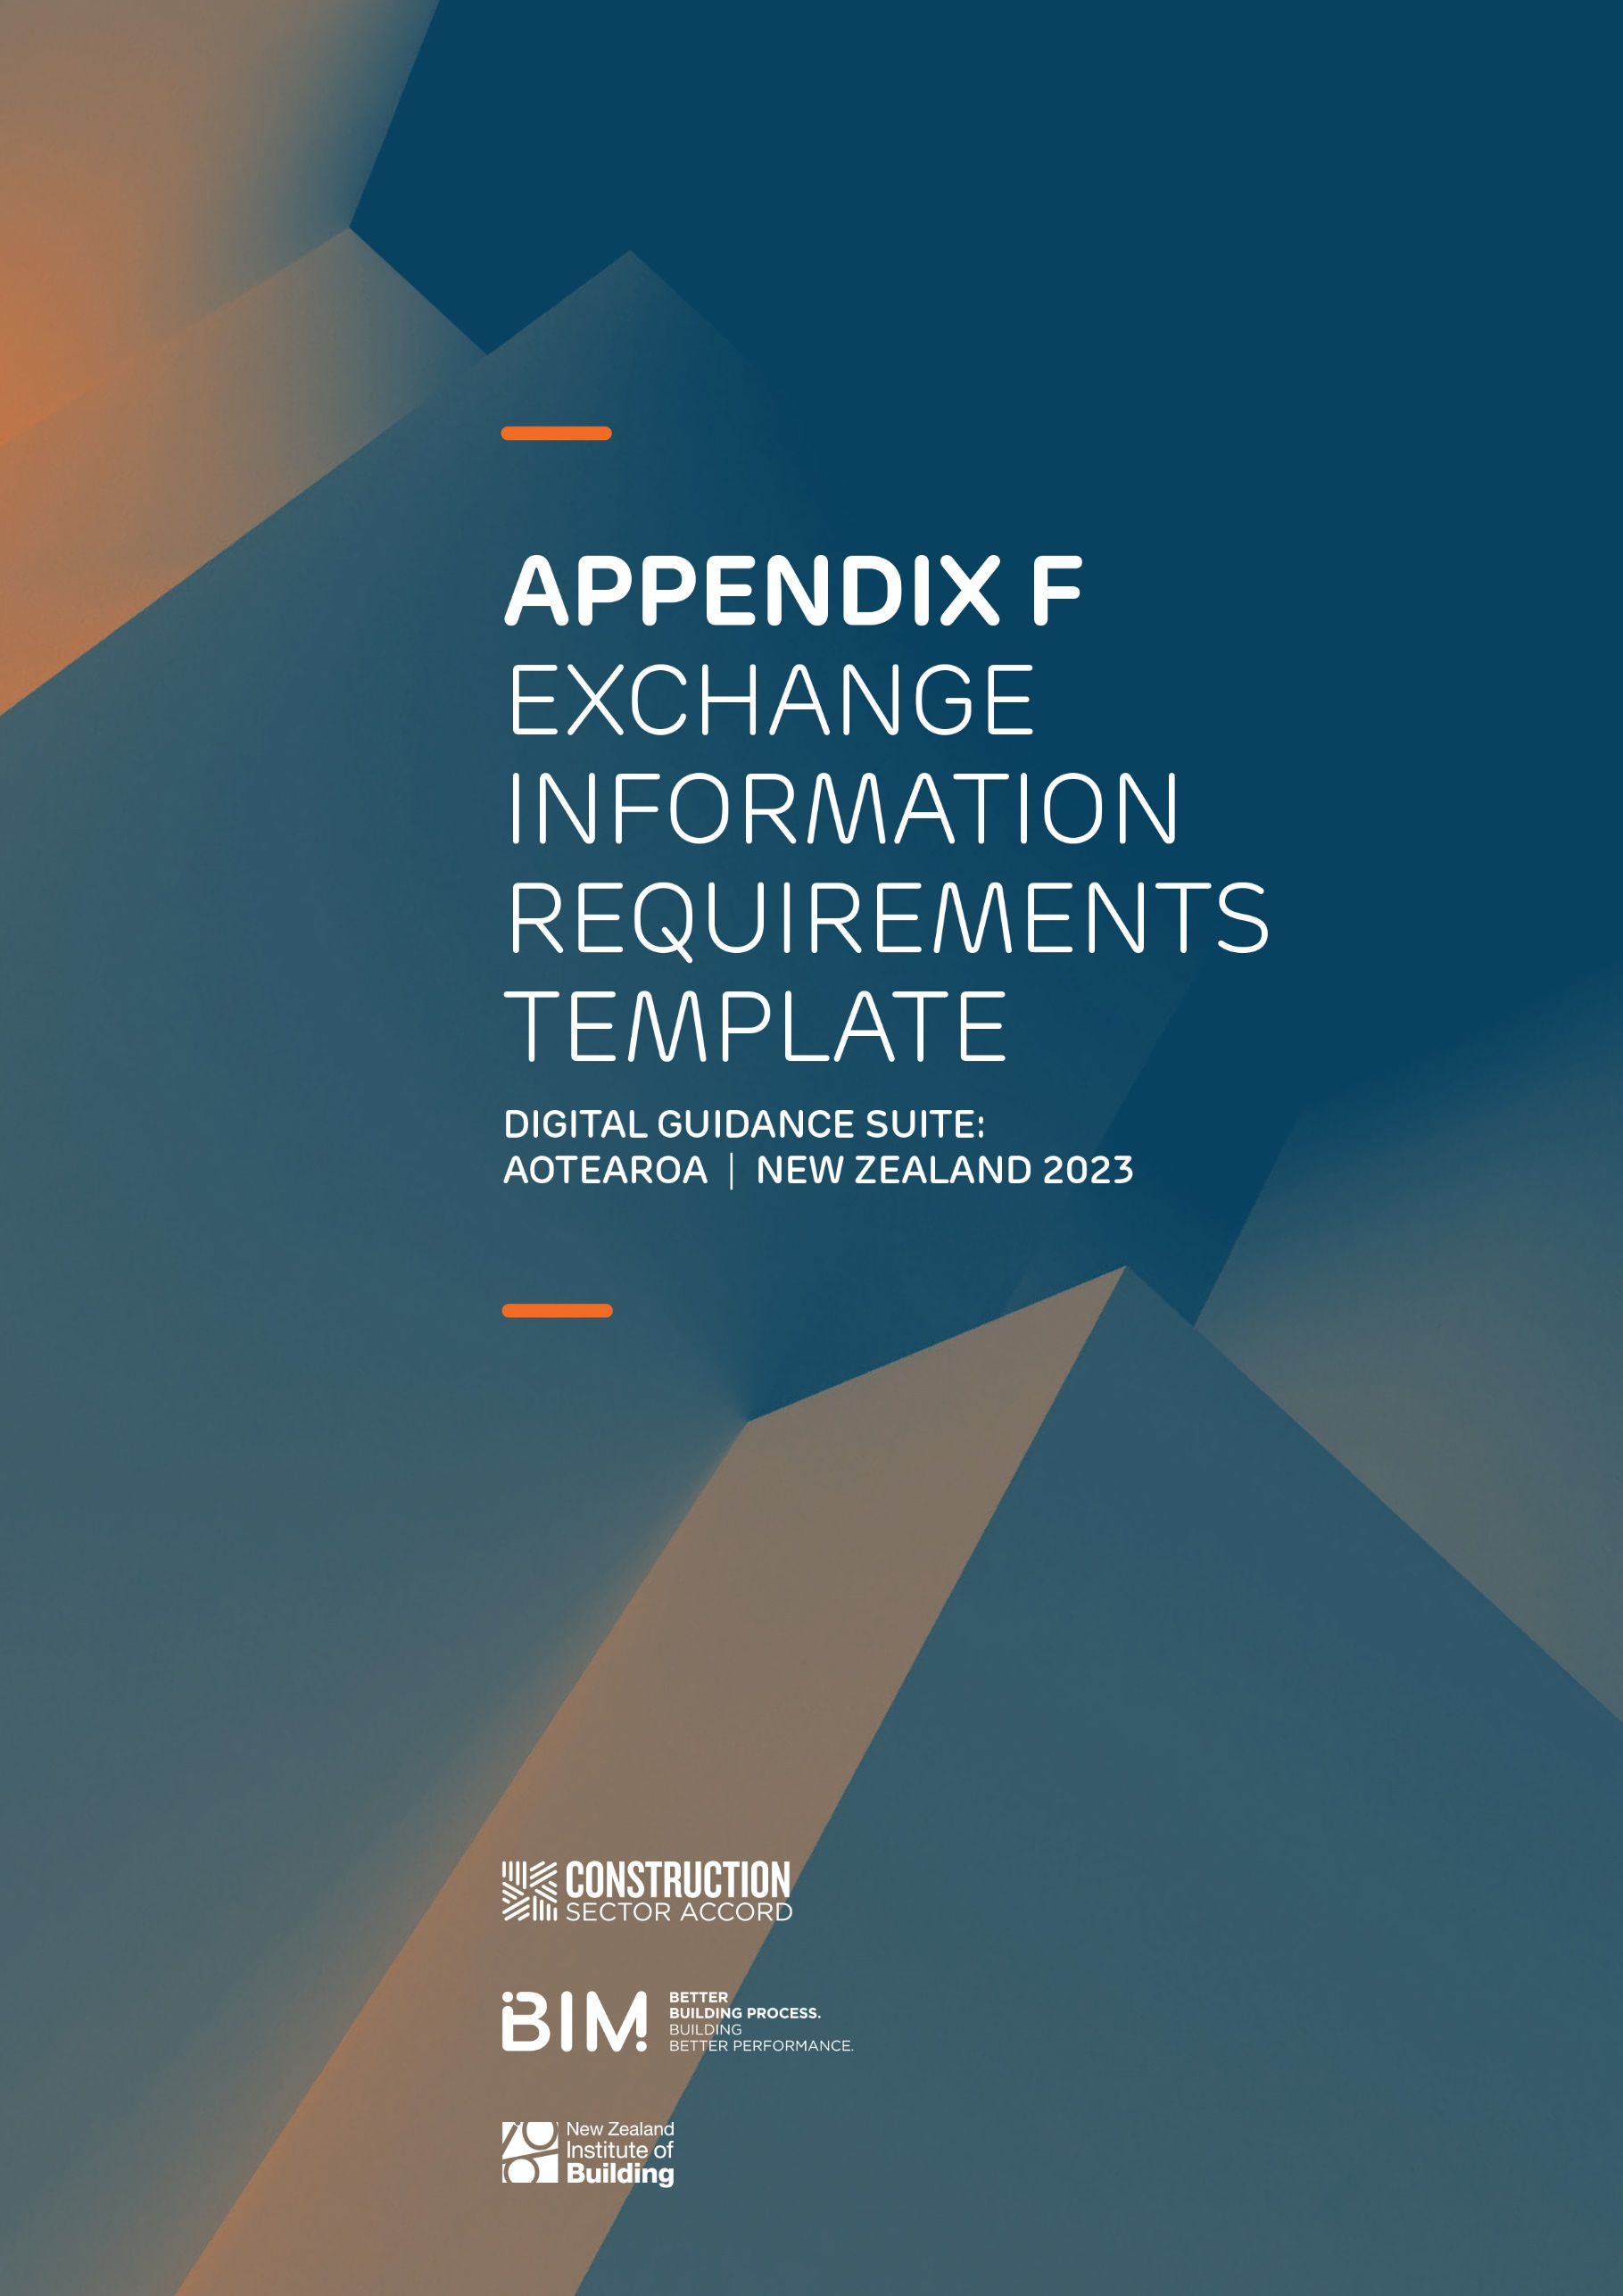 APPENDIX F
EXCHANGE
INFORMATION
REQUIREMENTS
TEMPLATE
DIGITAL GUIDANCE SUITE:
AOTEAROA | NEW ZEALAND 2023
CONSTRUCTION
SECTOR ACCORD
BIM
BETTER
BUILDING PROCESS.
BUILDING
BETTER PERFORMANCE.
New Zealand
Institute of
Building